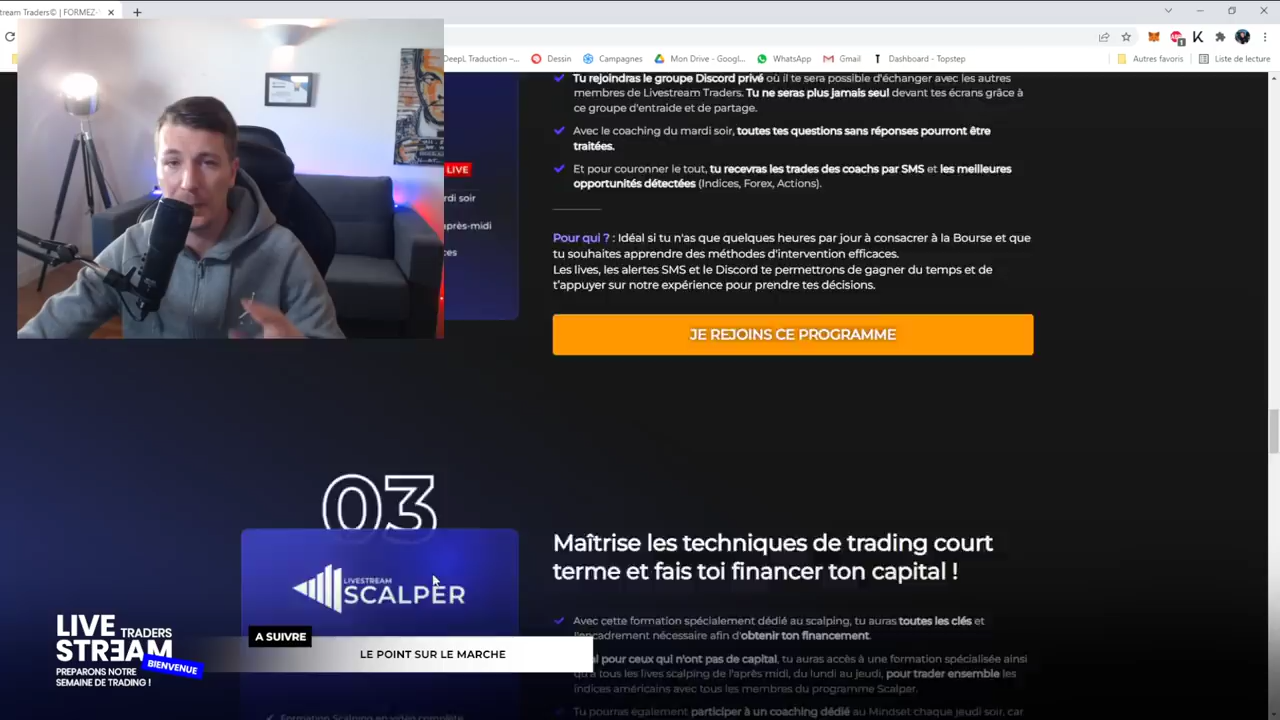 stream Traders© | FORMEZ-
DeepL Traduction –...
Dessin
Campagnes
Mon Drive - Googl...
WhatsApp
Gmail
Dashboard - Topstep
Autres favoris
Liste de lecture
Tu rejoindras le groupe Discord privé où il te sera possible d'échanger avec les autres
membres de Livestream Traders. Tu ne seras plus jamais seul devant tes écrans grâce à
ce groupe d'entraide et de partage.
Avec le coaching du mardi soir, toutes tes questions sans réponses pourront être
traitées.
Et pour couronner le tout, tu recevras les trades des coachs par SMS et les meilleures
opportunités détectées (Indices, Forex, Actions).
LIVE
rdi soir
après-midi
ces
Pour qui ? : Idéal si tu n'as que quelques heures par jour à consacrer à la Bourse et que
tu souhaites apprendre des méthodes d'intervention efficaces.
Les lives, les alertes SMS et le Discord te permettrons de gagner du temps et de
t'appuyer sur notre expérience pour prendre tes décisions.
JE REJOINS CE PROGRAMME
03
LIVESTREAM
SCALPER
Maîtrise les techniques de trading court
terme et fais toi financer ton capital !
Avec cette formation spécialement dédié au scalping, tu auras toutes les clés et
l'encadrement nécessaire afin d'obtenir ton financement.
al pour ceux qui n'ont pas de capital, tu auras accès à une formation spécialisée ainsi
qu'a tous les lives scalping de l'après midi, du lundi au jeudi, pour trader ensemble les
indices américains avec tous les membres du programme Scalper.
Tu pourras également participer à un coaching dédié au Mindset chaque jeudi soir, car
Formation Scalping en vidéo complète
LIVE TRADERS
STREAM
BIENVENUE
PREPARONS NOTRE
SEMAINE DE TRADING !
A SUIVRE
LE POINT SUR LE MARCHE